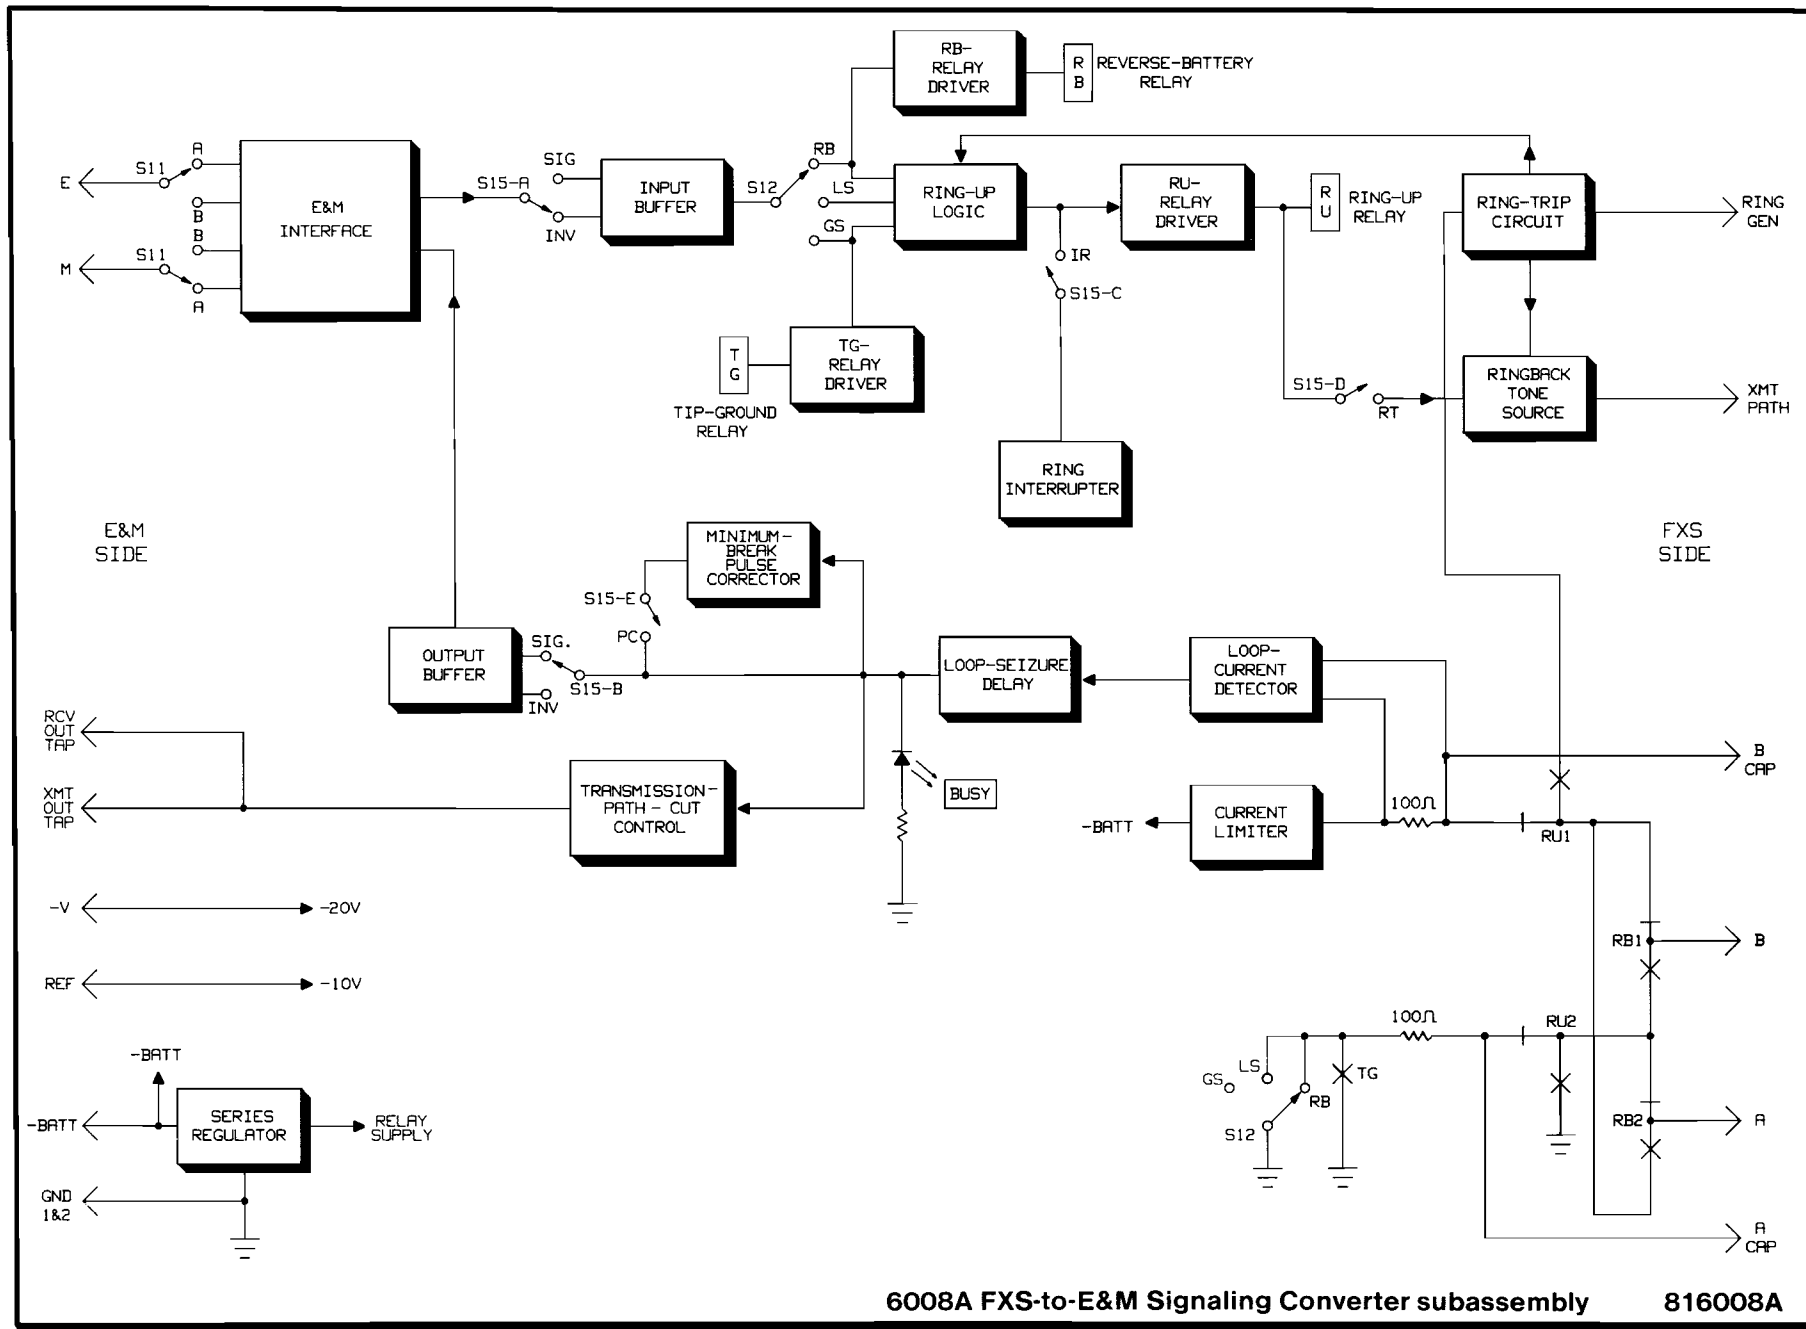 RB-
RELAY
DRIVER
R
B
REVERSE-BATTERY
RELAY
E
S11
A
B
B
S11
M
A
E&M
INTERFACE
S15-A
SIG
INV
INPUT
BUFFER
S12
RB
LS
GS
RING-UP
LOGIC
IR
S15-C
RU-
RELAY
DRIVER
R
U
RING-UP
RELAY
RING-TRIP
CIRCUIT
RING
GEN
T
G
TIP-GROUND
RELAY
TG-
RELAY
DRIVER
S15-D
RT
RINGBACK
TONE
SOURCE
XMT
PATH
RING
INTERRUPTER
E&M
SIDE
FXS
SIDE
MINIMUM-
BREAK
PULSE
CORRECTOR
S15-E
PC
OUTPUT
BUFFER
SIG.
S15-B
INV
LOOP-SEIZURE
DELAY
LOOP-
CURRENT
DETECTOR
RCV
OUT
TAP
XMT
OUT
TAP
TRANSMISSION-
PATH-CUT
CONTROL
BUSY
-BATT
CURRENT
LIMITER
100Ω
RU1
B
CAP
-V
-20V
REF
-10V
RB1
B
-BATT
-BATT
SERIES
REGULATOR
RELAY
SUPPLY
GND
1&2
GS
LS
RB
S12
TG
100Ω
RU2
RB2
A
A
CAP
6008A FXS-to-E&M Signaling Converter subassembly 816008A